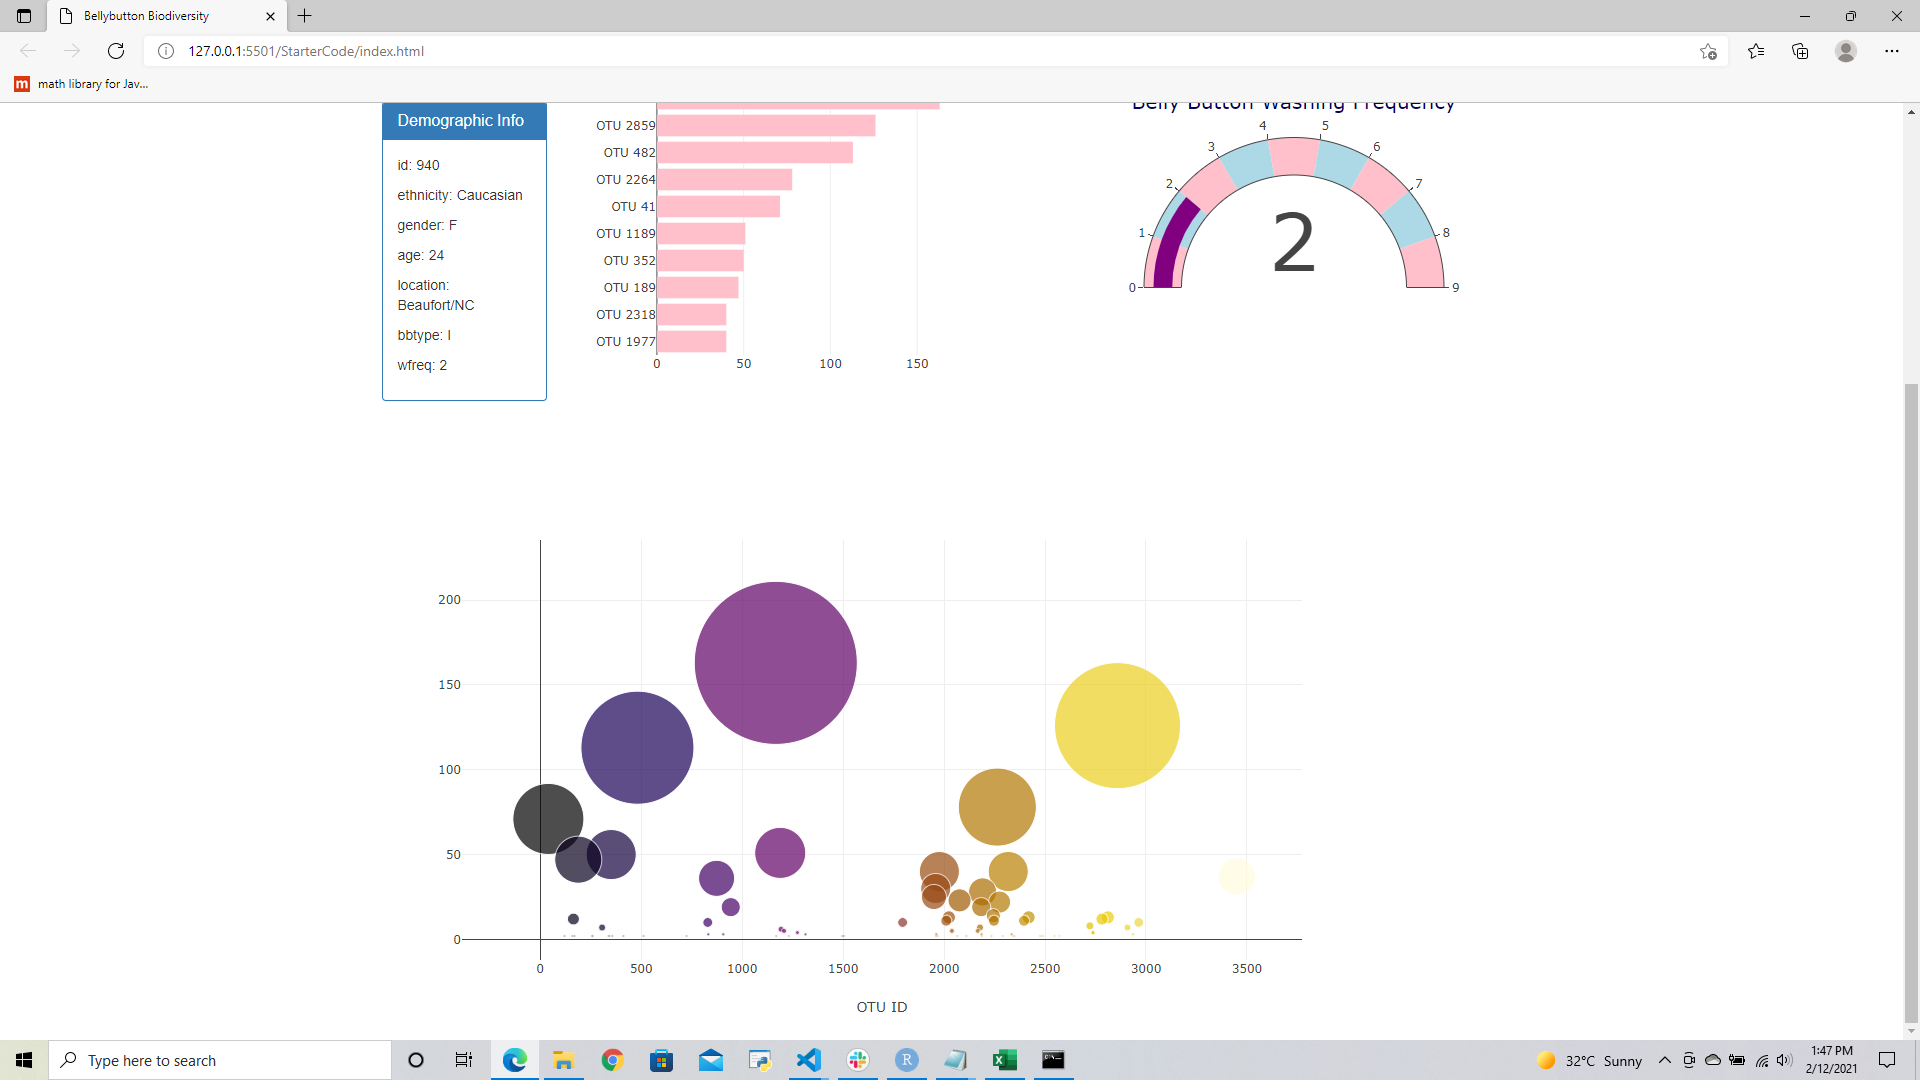 Bellybutton Biodiversity
127.0.0.1:5501/StarterCode/index.html
m math library for Jav...
Demographic Info
id: 940
ethnicity: Caucasian
gender: F
age: 24
location:
Beaufort/NC
bbtype: I
wfreq: 2
OTU 2859
OTU 482
OTU 2264
OTU 41
OTU 1189
OTU 352
OTU 189
OTU 2318
OTU 1977
0 50 100 150
Belly Button Washing Frequency
0
1
2
3
4
5
6
7
8
9
2
200
150
100
50
0
0 500 1000 1500 2000 2500 3000 3500
OTU ID
Type here to search
32°C Sunny
1:47 PM
2/12/2021